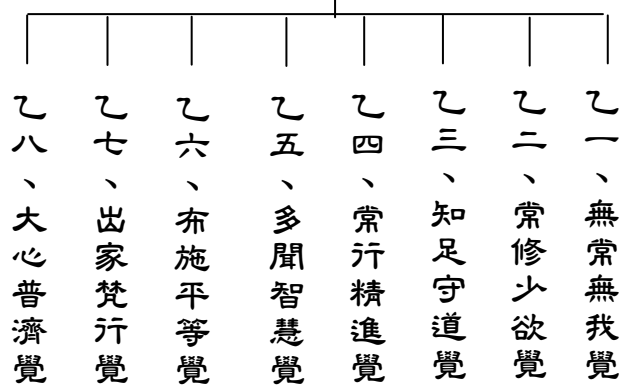 乙一、無常無我覺
乙二、常修少欲覺
乙三、知足守道覺
乙四、常行精進覺
乙五、多聞智慧覺
乙六、布施平等覺
乙七、出家梵行覺
乙八、大心普濟覺